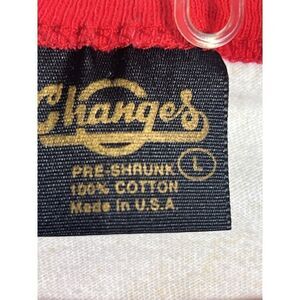 Changes
PRE-SHRUNK L
100% COTTON
Made in U.S.A